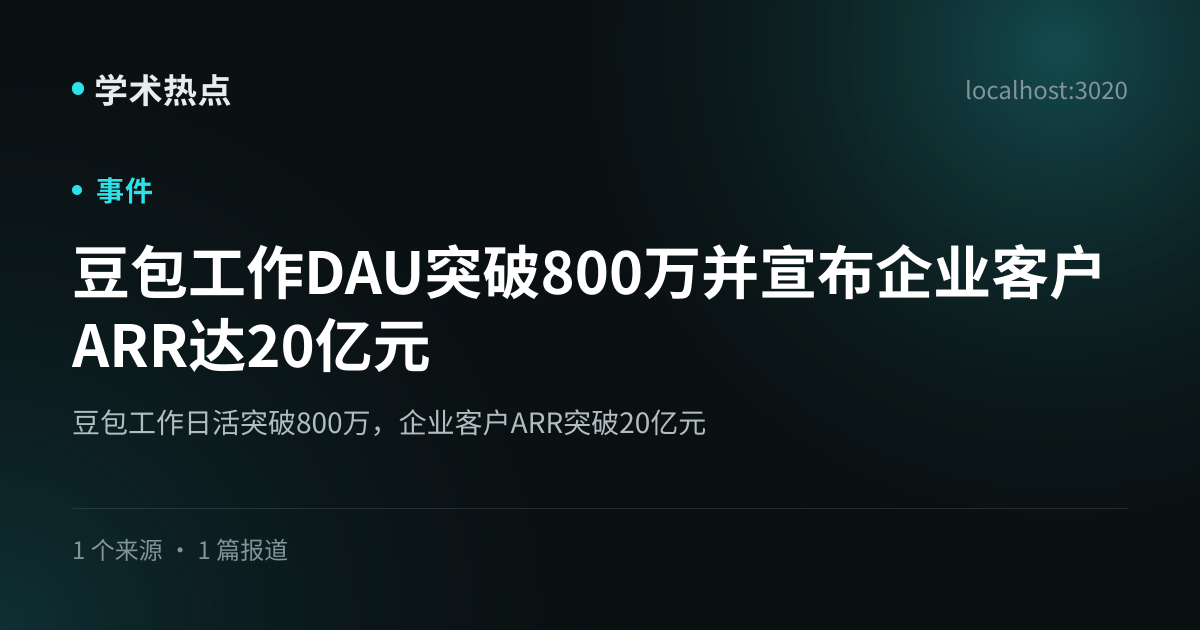 学术热点
localhost:3020
事件
豆包工作DAU突破800万并宣布企业客户
ARR达20亿元
豆包工作日活突破800万，企业客户ARR突破20亿元
1 个来源 · 1 篇报道